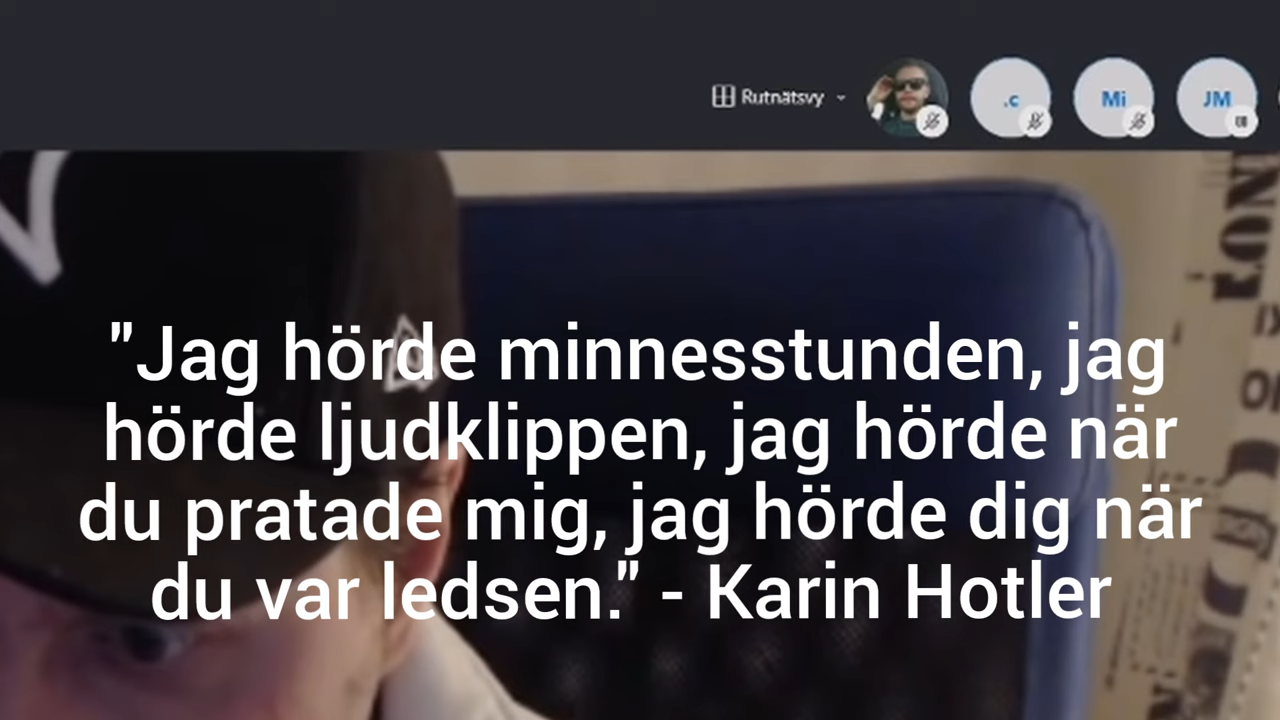 Rutnätsvy
.c
Mi
JM
"Jag hörde minnesstunden, jag
hörde ljudklippen, jag hörde när
du pratade mig, jag hörde dig när
du var ledsen." - Karin Hotler